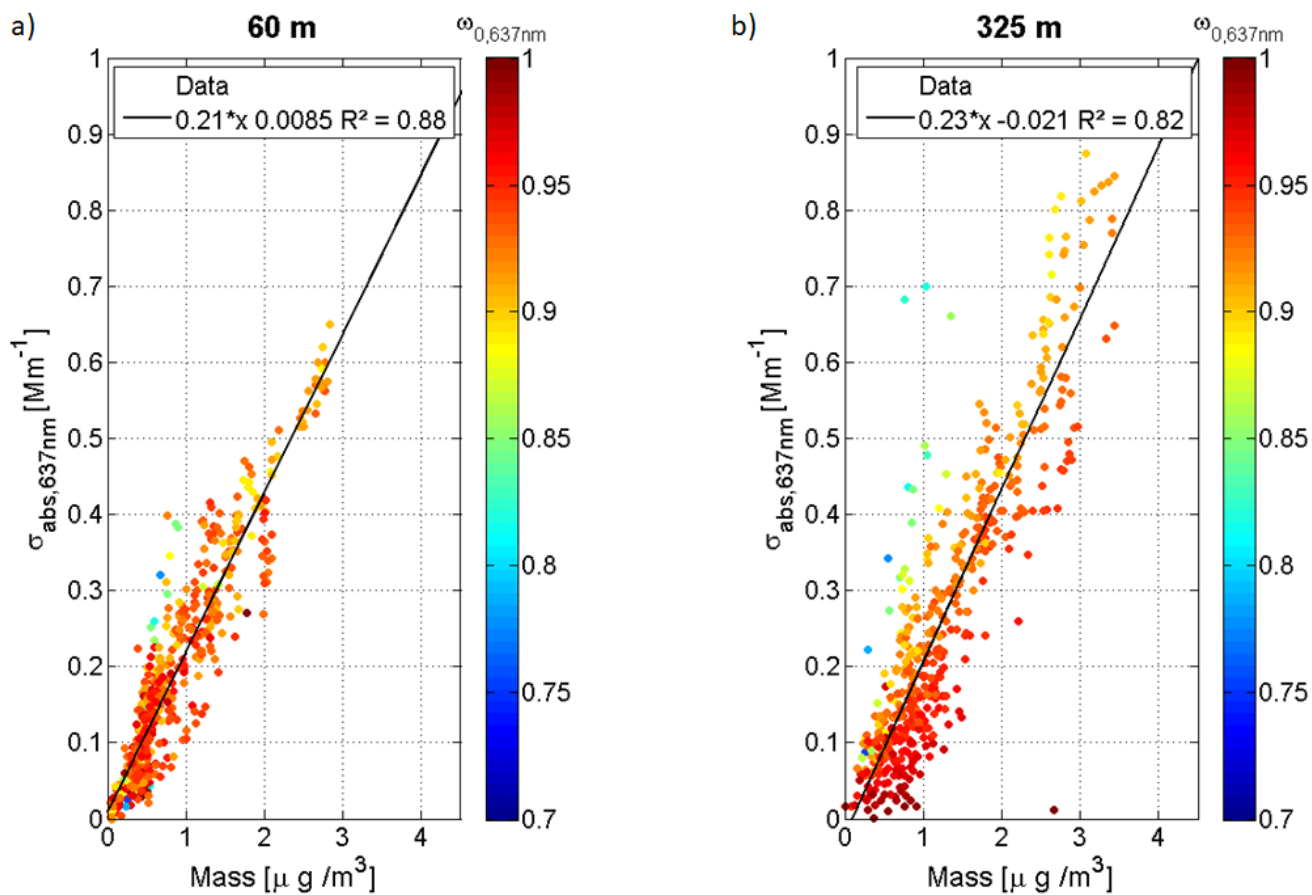 a)
60 m
ω0,637nm
Data
0.21*x 0.0085 R² = 0.88
1
0.9
0.8
0.7
0.6
0.5
0.4
0.3
0.2
0.1
0
σabs,637nm [Mm⁻¹]
0 1 2 3 4
Mass [μ g /m³]
1
0.95
0.9
0.85
0.8
0.75
0.7
b)
325 m
ω0,637nm
Data
0.23*x -0.021 R² = 0.82
1
0.9
0.8
0.7
0.6
0.5
0.4
0.3
0.2
0.1
0
σabs,637nm [Mm⁻¹]
0 1 2 3 4
Mass [μ g /m³]
1
0.95
0.9
0.85
0.8
0.75
0.7